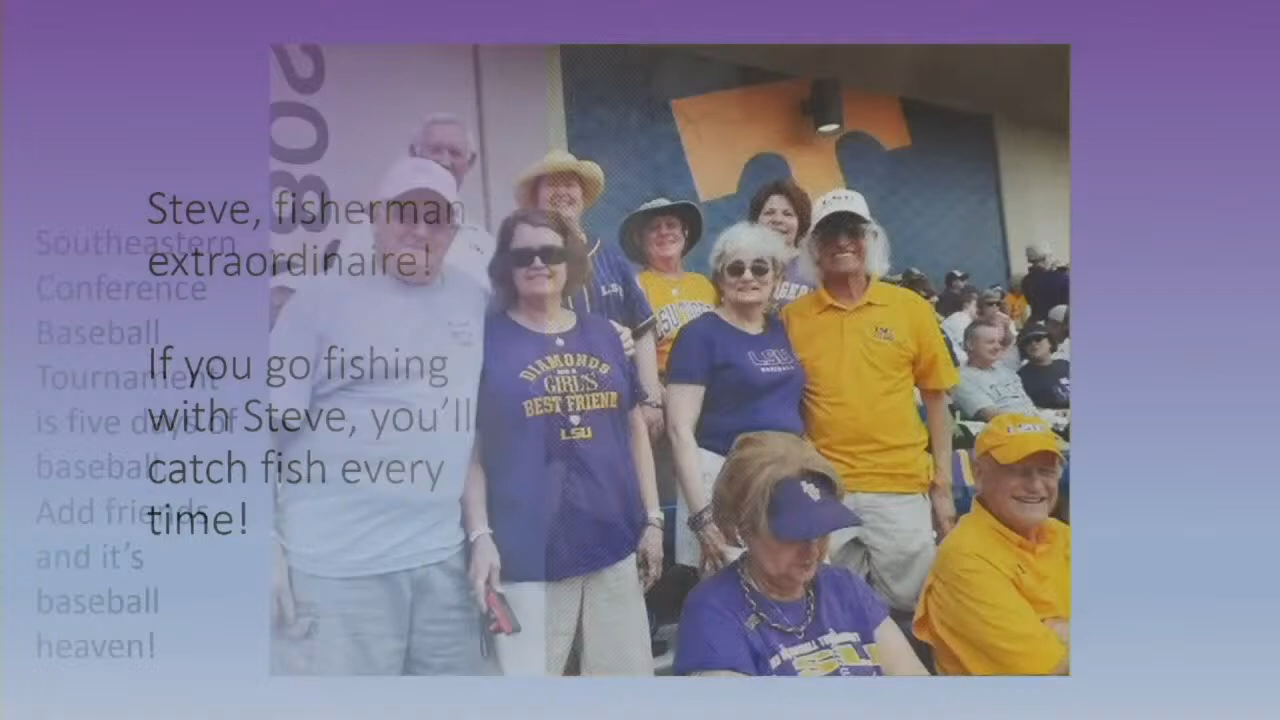 Steve, fisherman
extraordinaire!
If you go fishing
with Steve, you'll
catch fish every
time!
Southeastern
Conference
Baseball
Tournament
is five days of
baseball
Add friends
and it's
baseball
heaven!
DIAMONDS
GIRL'S
BEST FRIEND
LSU
LSU
BASEBALL